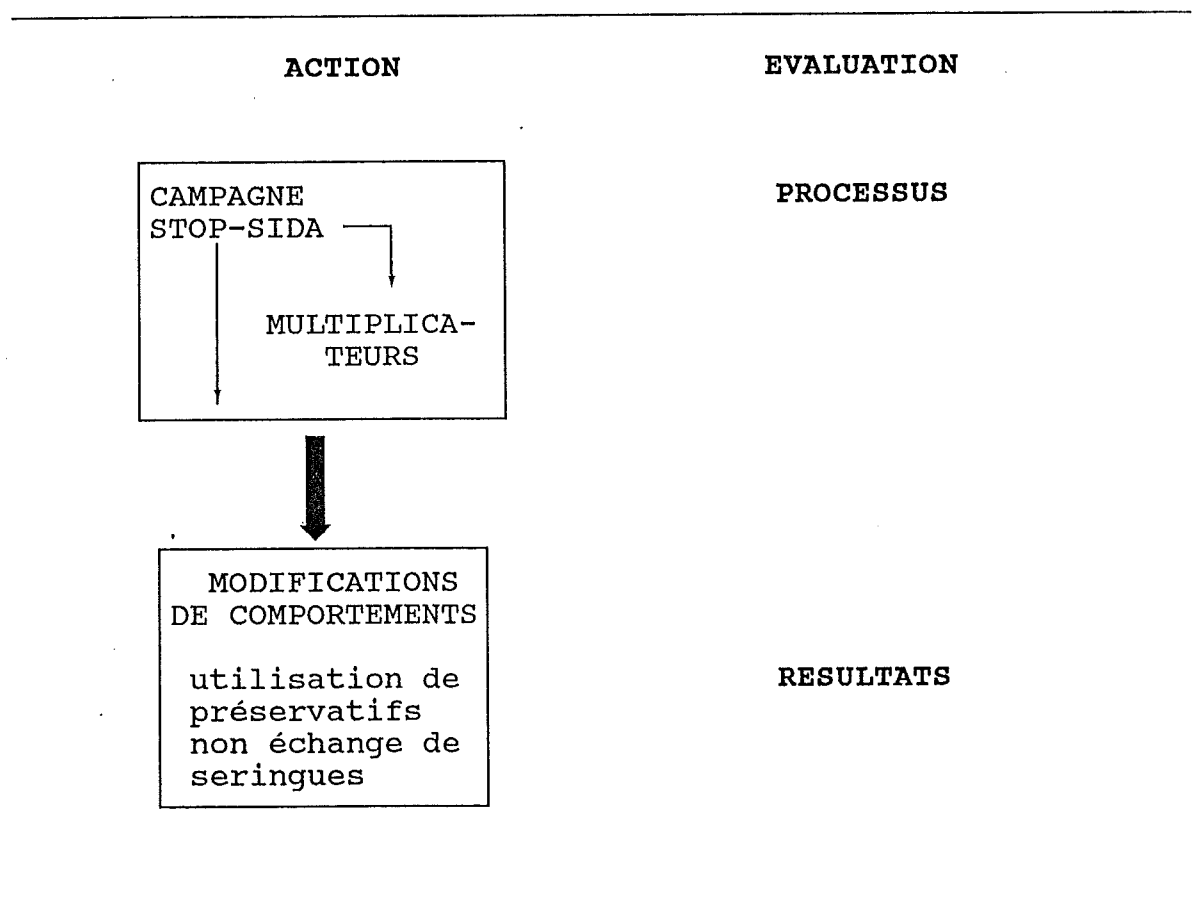 ACTION EVALUATION
CAMPAGNE
STOP-SIDA
PROCESSUS
MULTIPLICA-
TEURS
MODIFICATIONS
DE COMPORTEMENTS
utilisation de
préservatifs
non échange de
seringues
RESULTATS